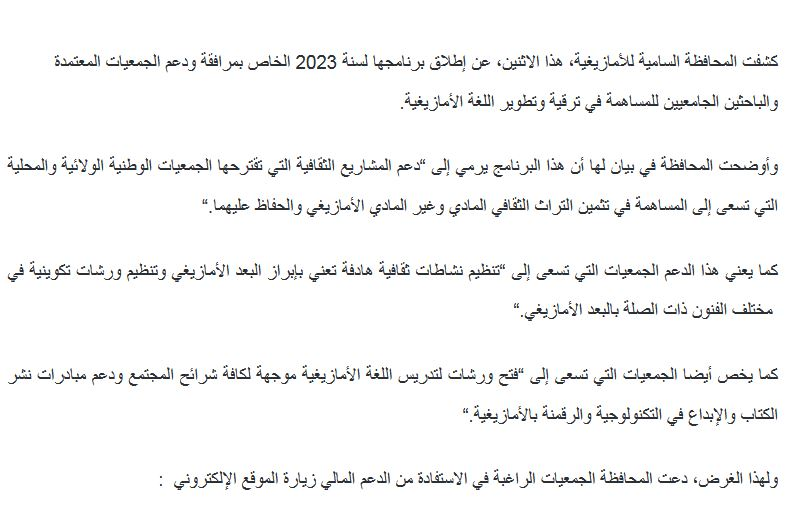 كشفت المحافظة السامية للأمازيغية، هذا الاثنين، عن إطلاق برنامجها لسنة 2023 الخاص بمرافقة ودعم الجمعيات المعتمدة
والباحثين الجامعيين للمساهمة في ترقية وتطوير اللغة الأمازيغية.
وأوضحت المحافظة في بيان لها أن هذا البرنامج يرمي إلى “دعم المشاريع الثقافية التي تقترحها الجمعيات الوطنية الولائية والمحلية
التي تسعى إلى المساهمة في تثمين التراث الثقافي المادي وغير المادي الأمازيغي والحفاظ عليهما.“
كما يعني هذا الدعم الجمعيات التي تسعى إلى “تنظيم نشاطات ثقافية هادفة تعني بإبراز البعد الأمازيغي وتنظيم ورشات تكوينية في
مختلف الفنون ذات الصلة بالبعد الأمازيغي.“
كما يخص أيضا الجمعيات التي تسعى إلى “فتح ورشات لتدريس اللغة الأمازيغية موجهة لكافة شرائح المجتمع ودعم مبادرات نشر
الكتاب والإبداع في التكنولوجية والرقمنة بالأمازيغية.“
ولهذا الغرض، دعت المحافظة الجمعيات الراغبة في الاستفادة من الدعم المالي زيارة الموقع الإلكتروني :